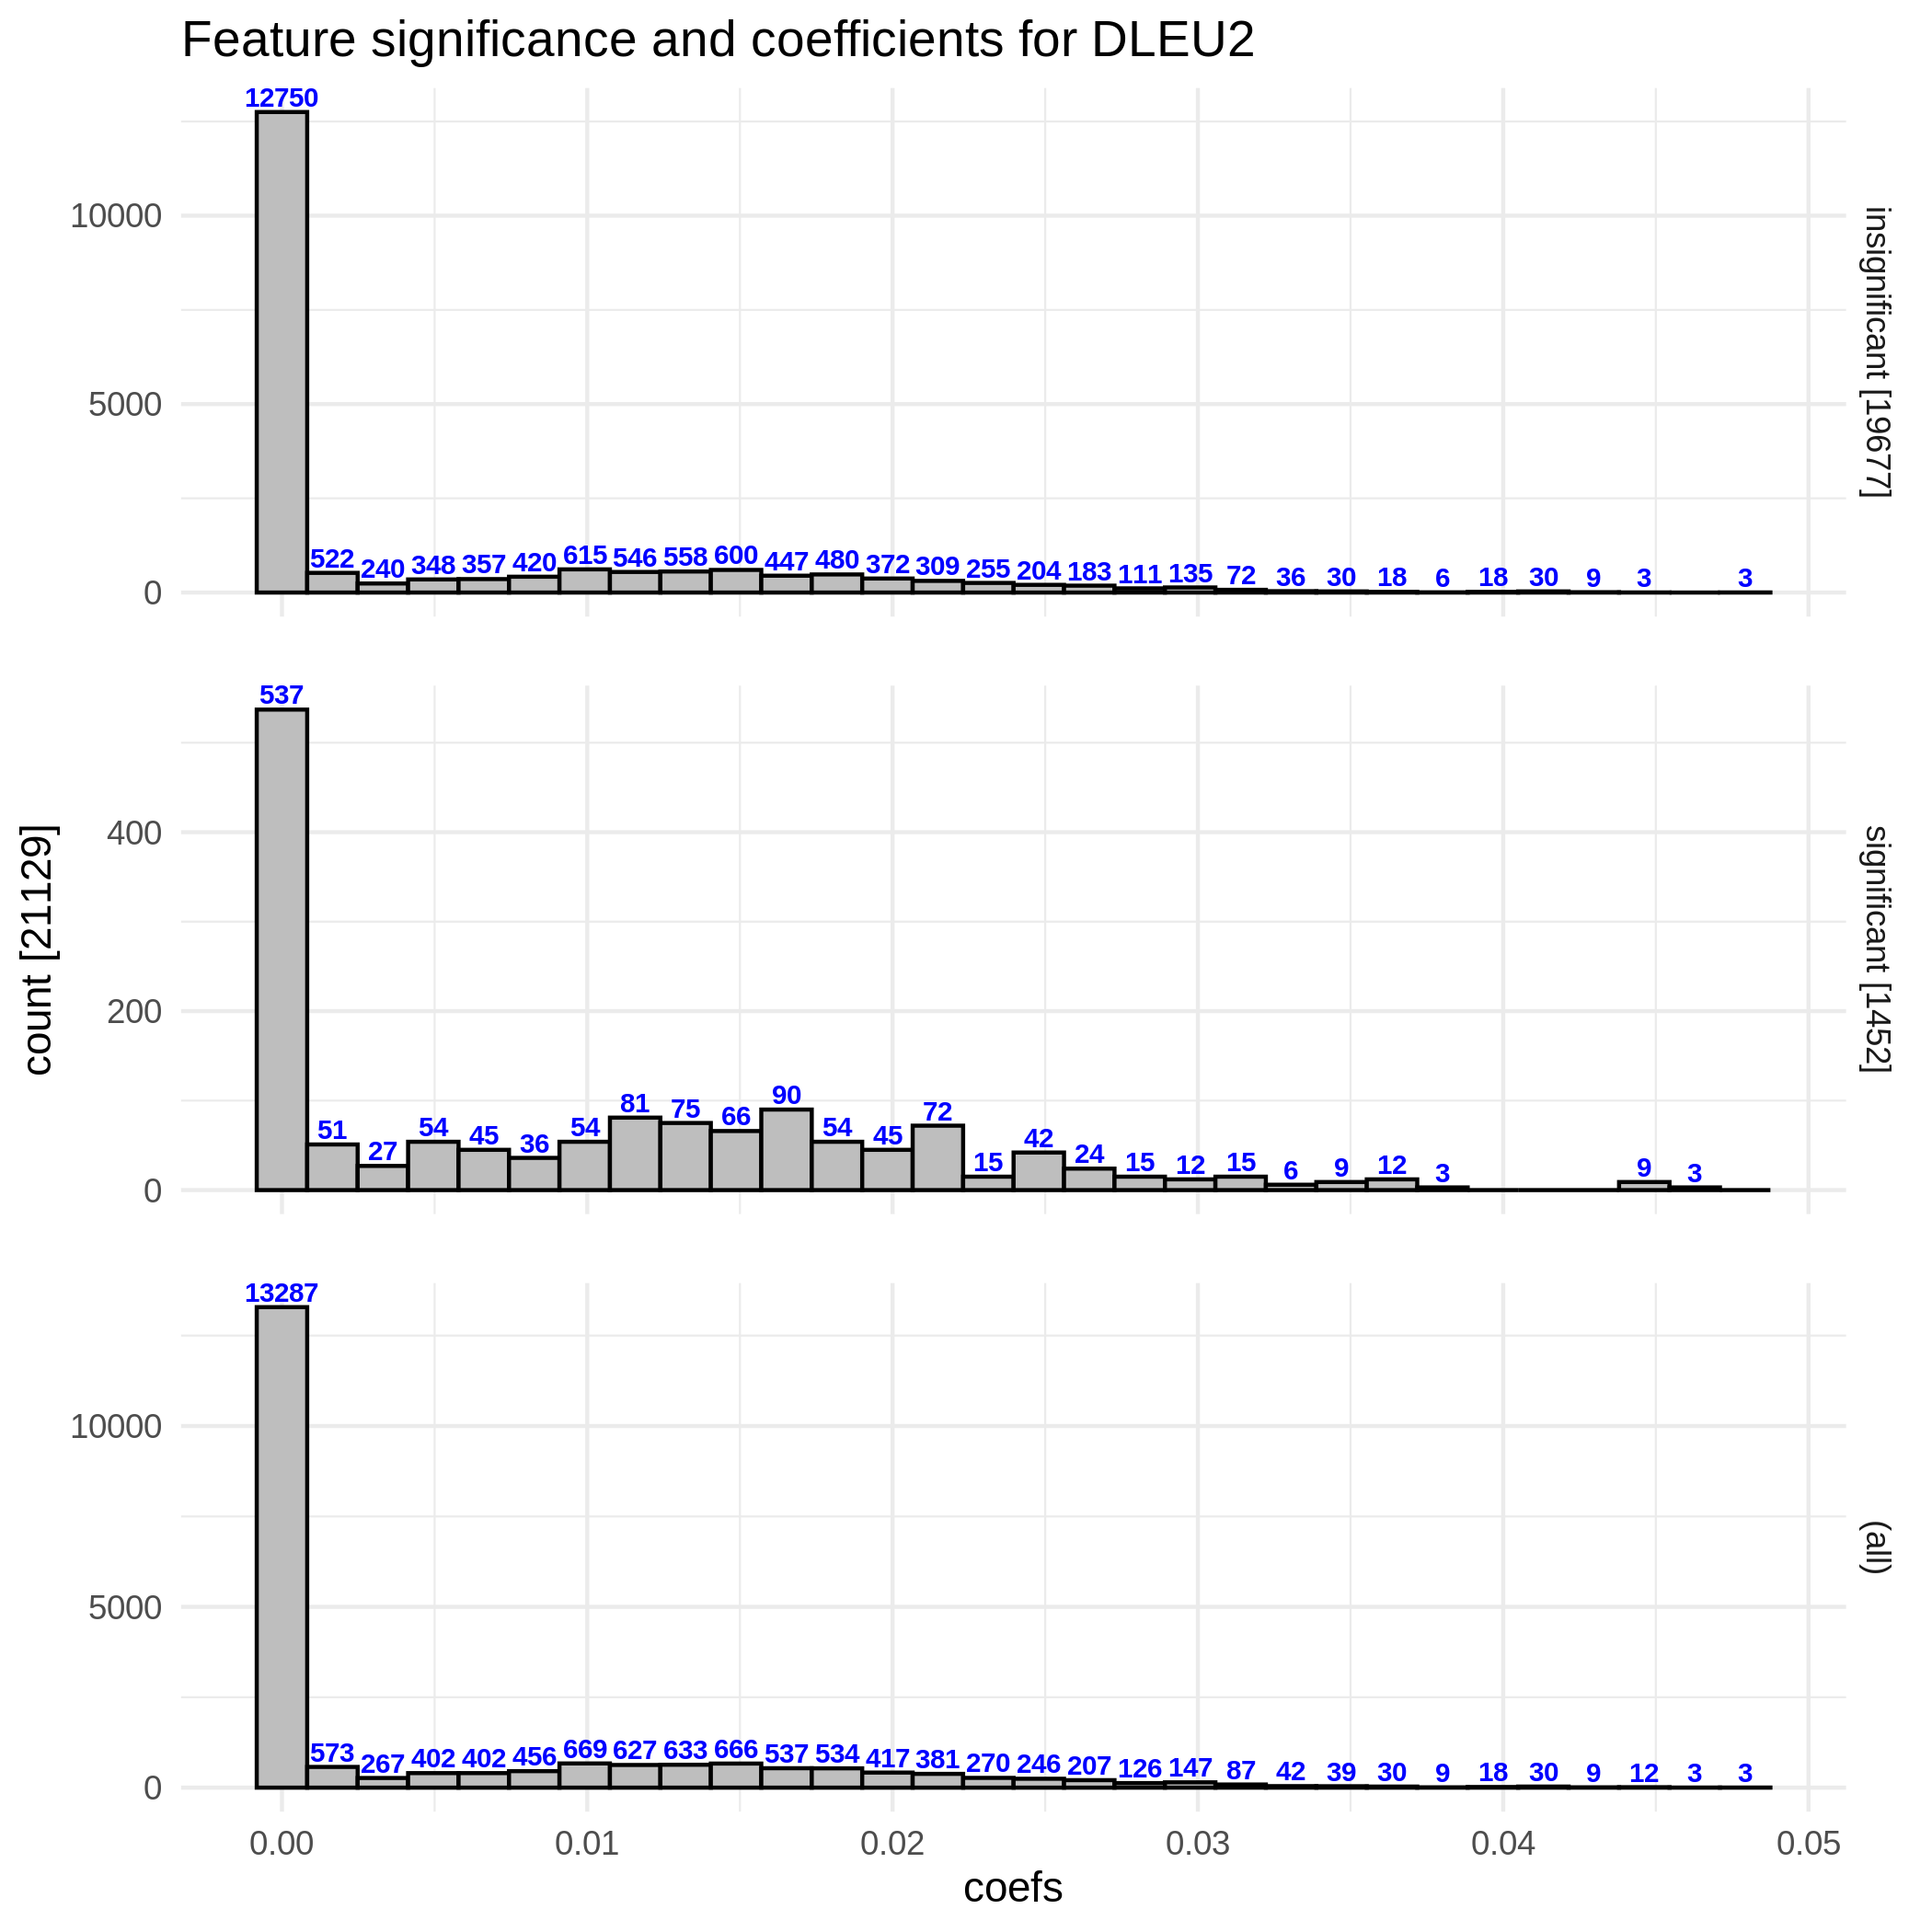 Feature significance and coefficients for DLEU2
12750
10000
5000
0
522 240 348 357 420 615 546 558 600 447 480 372 309 255 204 183 111 135 72 36 30 18 6 18 30 9 3 3
insignificant [19677]
537
400
200
0
51 27 54 45 36 54 81 75 66 90 54 45 72 15 42 24 15 12 15 6 9 12 3 9 3
significant [1452]
count [21129]
13287
10000
5000
0
573 267 402 402 456 669 627 633 666 537 534 417 381 270 246 207 126 147 87 42 39 30 9 18 30 9 12 3 3
(all)
0.00 0.01 0.02 0.03 0.04 0.05
coefs